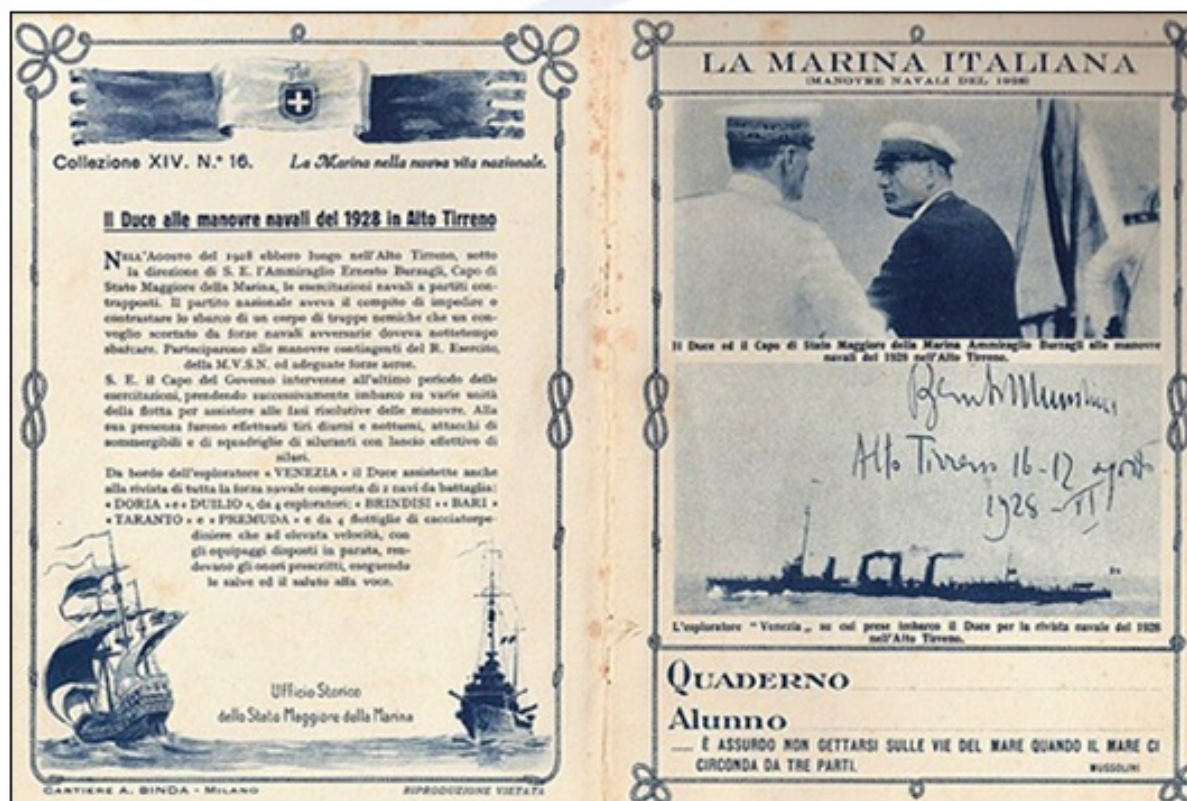 Collezione XIV. N.º 16. La Marina nella nuova vita nazionale.
Il Duce alle manovre navali del 1928 in Alto Tirreno
NELL'AGOSTO del 1928 ebbero luogo nell'Alto Tirreno, sotto
la direzione di S. E. l'Ammiraglio Ernesto Burzagli, Capo di
Stato Maggiore della Marina, le esercitazioni navali a partiti con-
trapposti. Il partito nazionale aveva il compito di impedire o
contrastare lo sbarco di un corpo di truppe nemiche che un con-
voglio scortato da forze navali avversarie doveva nottetempo
sbarcare. Parteciparono alle manovre contingenti del R. Esercito,
della M.V.S.N. ed adeguate forze aeree.
S. E. il Capo del Governo intervenne all'ultimo periodo delle
esercitazioni, prendendo successivamente imbarco su varie unità
della flotta per assistere alle fasi risolutive delle manovre. Alla
sua presenza furono effettuati tiri diurni e notturni, attacchi di
sommergibili e di squadriglie di siluranti con lancio effettivo di
siluri.
Da bordo dell'esploratore « VENEZIA » il Duce assistette anche
alla rivista di tutta la forza navale composta di 2 navi da battaglia:
« DORIA » e « DUILIO », da 4 esploratori: « BRINDISI » « BARI »
« TARANTO » e « PREMUDA » e da 4 flottiglie di cacciatorpe-
diniere che ad elevata velocità, con
gli equipaggi disposti in parata, ren-
devano gli onori prescritti, eseguendo
le salve ed il saluto alla voce.
Ufficio Storico
dello Stato Maggiore della Marina
CANTIERE A. BINDA - MILANO RIPRODUZIONE VIETATA
LA MARINA ITALIANA
(MANOVRE NAVALI DEL 1928)
Il Duce ed il Capo di Stato Maggiore della Marina Ammiraglio Burzagli alle manovre
navali del 1928 nell'Alto Tirreno.
Benito Mussolini
Alto Tirreno 16-12 agosto
1928 - VI
L'esploratore "Venezia„ su cui prese imbarco il Duce per la rivista navale del 1928
nell'Alto Tirreno.
QUADERNO
Alunno
È ASSURDO NON GETTARSI SULLE VIE DEL MARE QUANDO IL MARE CI
CIRCONDA DA TRE PARTI.
MUSSOLINI